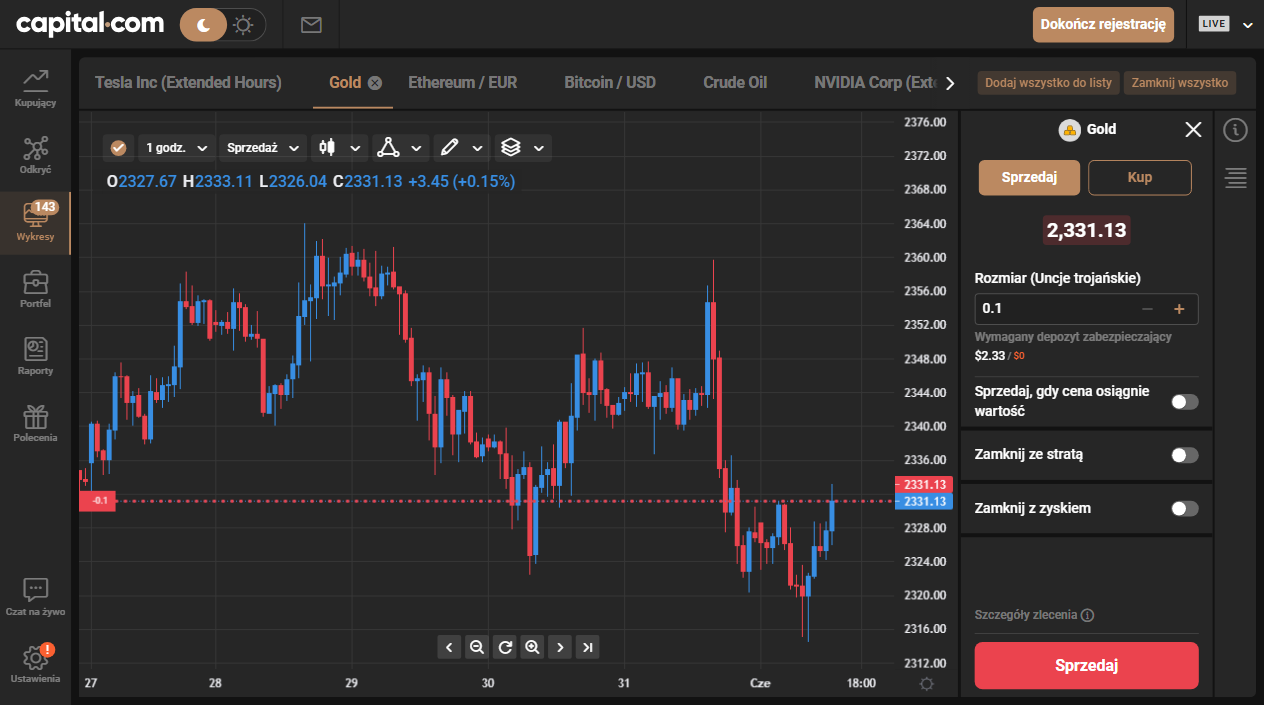 capital.com
Dokończ rejestrację
LIVE
Kupujący
Odkryć
143
Wykresy
Portfel
Raporty
Polecenia
Czat na żywo
!
Ustawienia
Tesla Inc (Extended Hours)
Gold
Ethereum / EUR
Bitcoin / USD
Crude Oil
NVIDIA Corp (Exte
Dodaj wszystko do listy
Zamknij wszystko
1 godz.
Sprzedaż
O2327.67 H2333.11 L2326.04 C2331.13 +3.45 (+0.15%)
2376.00
2372.00
2368.00
2364.00
2360.00
2356.00
2352.00
2348.00
2344.00
2340.00
2336.00
2331.13
-0.1
2331.13
2328.00
2324.00
2320.00
2316.00
2312.00
27
28
29
30
31
Cze
18:00
Gold
Sprzedaj
Kup
2,331.13
Rozmiar (Uncje trojańskie)
0.1
Wymagany depozyt zabezpieczający
$2.33 / $0
Sprzedaj, gdy cena osiągnie
wartość
Zamknij ze stratą
Zamknij z zyskiem
Szczegóły zlecenia
Sprzedaj